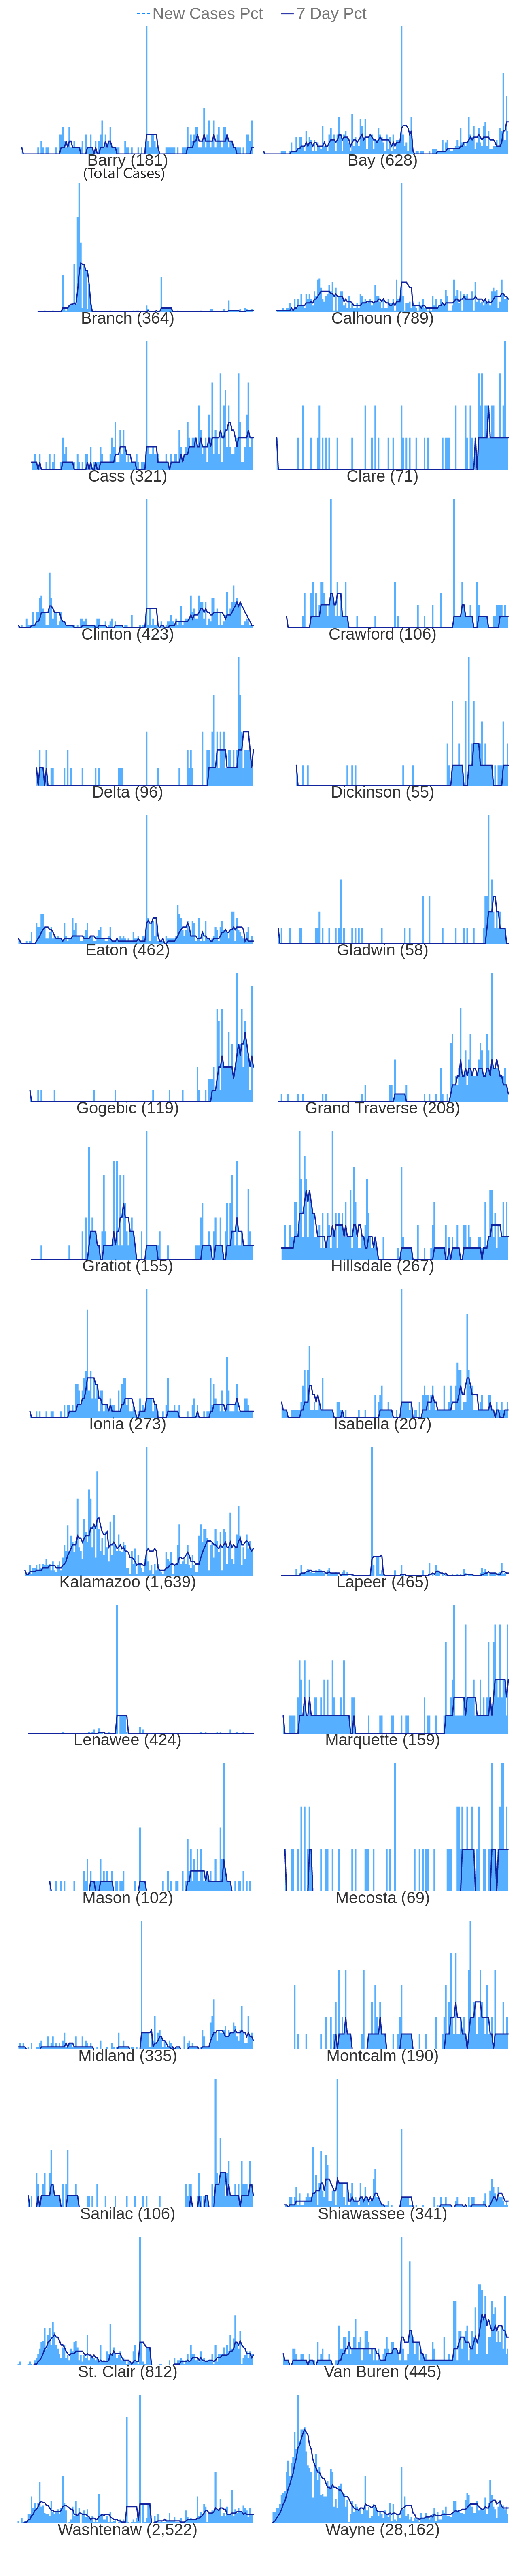 New Cases Pct 7 Day Pct
Barry (181) Bay (628)
(Total Cases)
Branch (364) Calhoun (789)
Cass (321) Clare (71)
Clinton (423) Crawford (106)
Delta (96) Dickinson (55)
Eaton (462) Gladwin (58)
Gogebic (119) Grand Traverse (208)
Gratiot (155) Hillsdale (267)
Ionia (273) Isabella (207)
Kalamazoo (1,639) Lapeer (465)
Lenawee (424) Marquette (159)
Mason (102) Mecosta (69)
Midland (335) Montcalm (190)
Sanilac (106) Shiawassee (341)
St. Clair (812) Van Buren (445)
Washtenaw (2,522) Wayne (28,162)